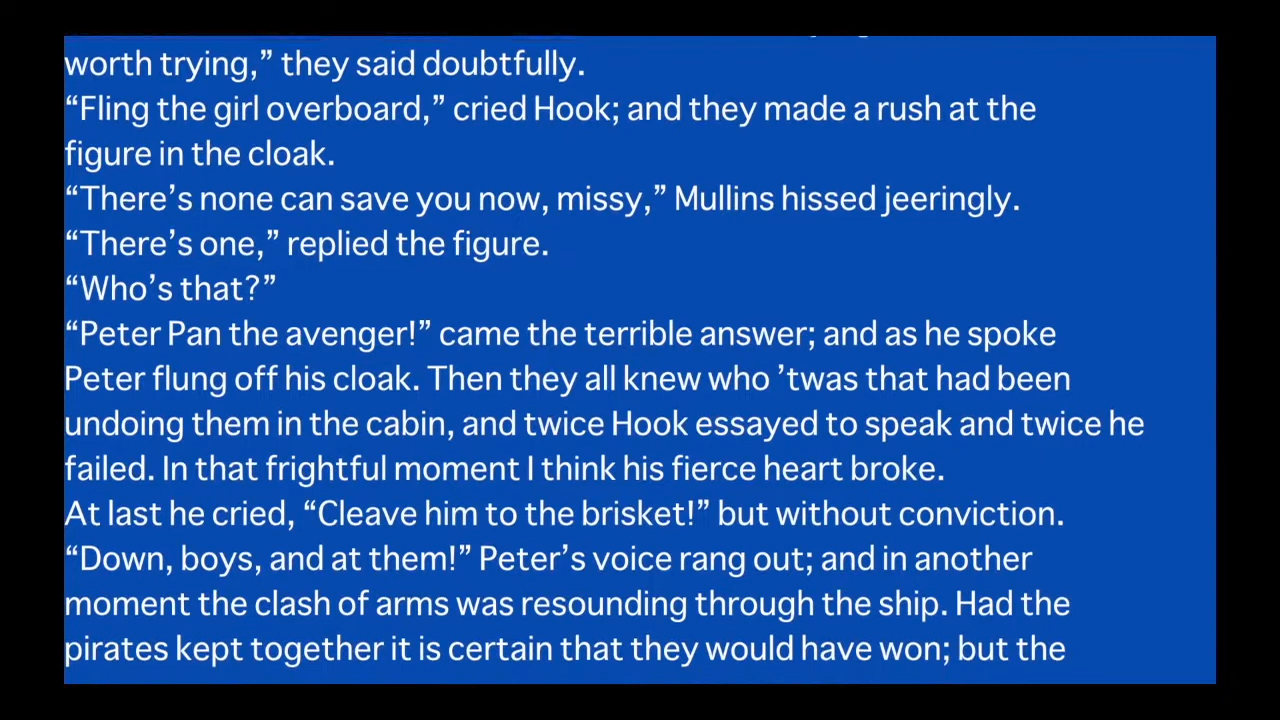 worth trying,” they said doubtfully.
“Fling the girl overboard,” cried Hook; and they made a rush at the
figure in the cloak.
“There’s none can save you now, missy,” Mullins hissed jeeringly.
“There’s one,” replied the figure.
“Who’s that?”
“Peter Pan the avenger!” came the terrible answer; and as he spoke
Peter flung off his cloak. Then they all knew who ’twas that had been
undoing them in the cabin, and twice Hook essayed to speak and twice he
failed. In that frightful moment I think his fierce heart broke.
At last he cried, “Cleave him to the brisket!” but without conviction.
“Down, boys, and at them!” Peter’s voice rang out; and in another
moment the clash of arms was resounding through the ship. Had the
pirates kept together it is certain that they would have won; but the